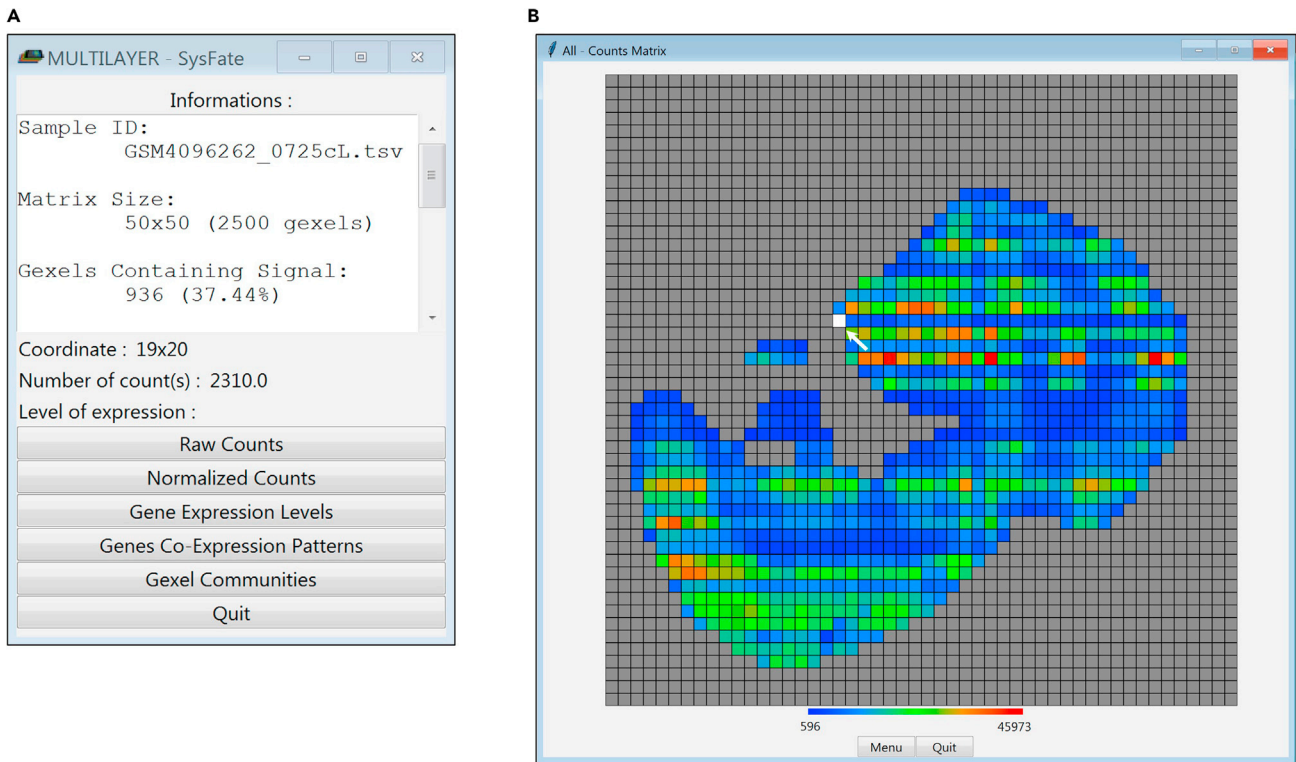 A
MULTILAYER - SysFate
Informations :
Sample ID:
GSM4096262_0725cL.tsv
Matrix Size:
50x50 (2500 gexels)
Gexels Containing Signal:
936 (37.44%)
Coordinate : 19x20
Number of count(s) : 2310.0
Level of expression :
Raw Counts
Normalized Counts
Gene Expression Levels
Genes Co-Expression Patterns
Gexel Communities
Quit
B
All - Counts Matrix
596 45973
Menu Quit